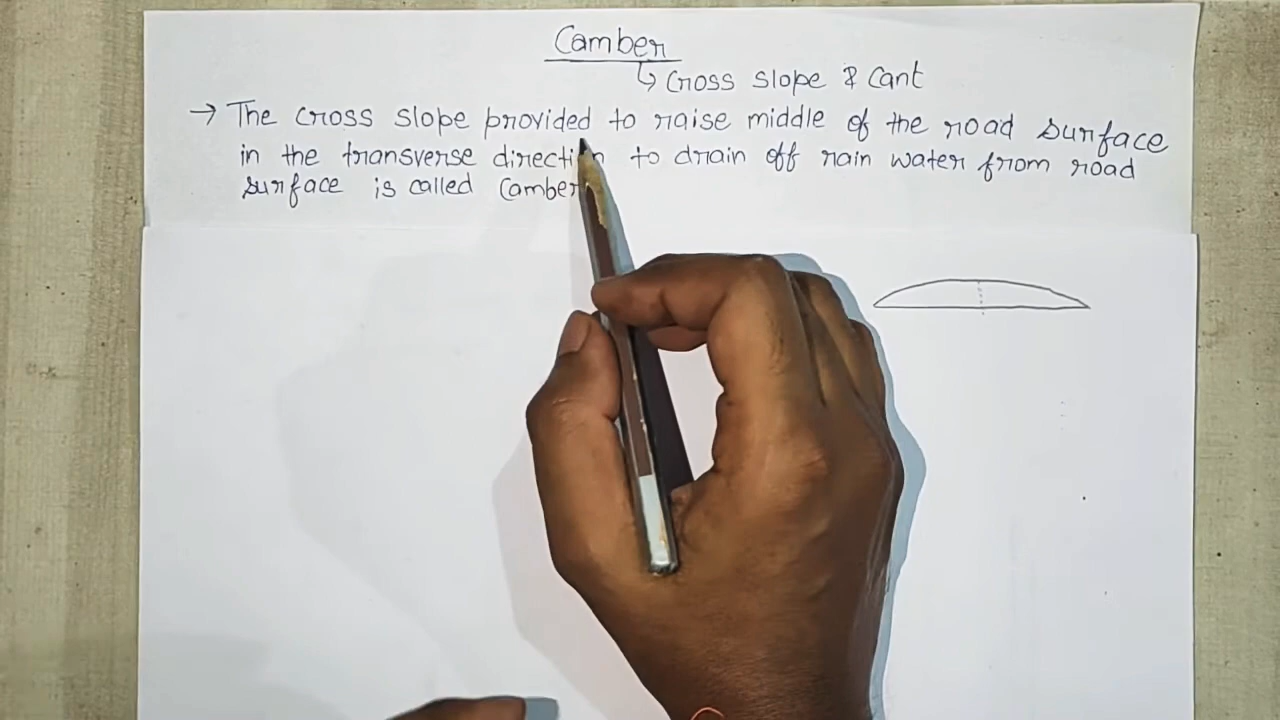 Camber
↳ Cross slope & Cant
→ The cross slope provided to raise middle of the road surface
in the transverse direction to drain off rain water from road
surface is called Camber